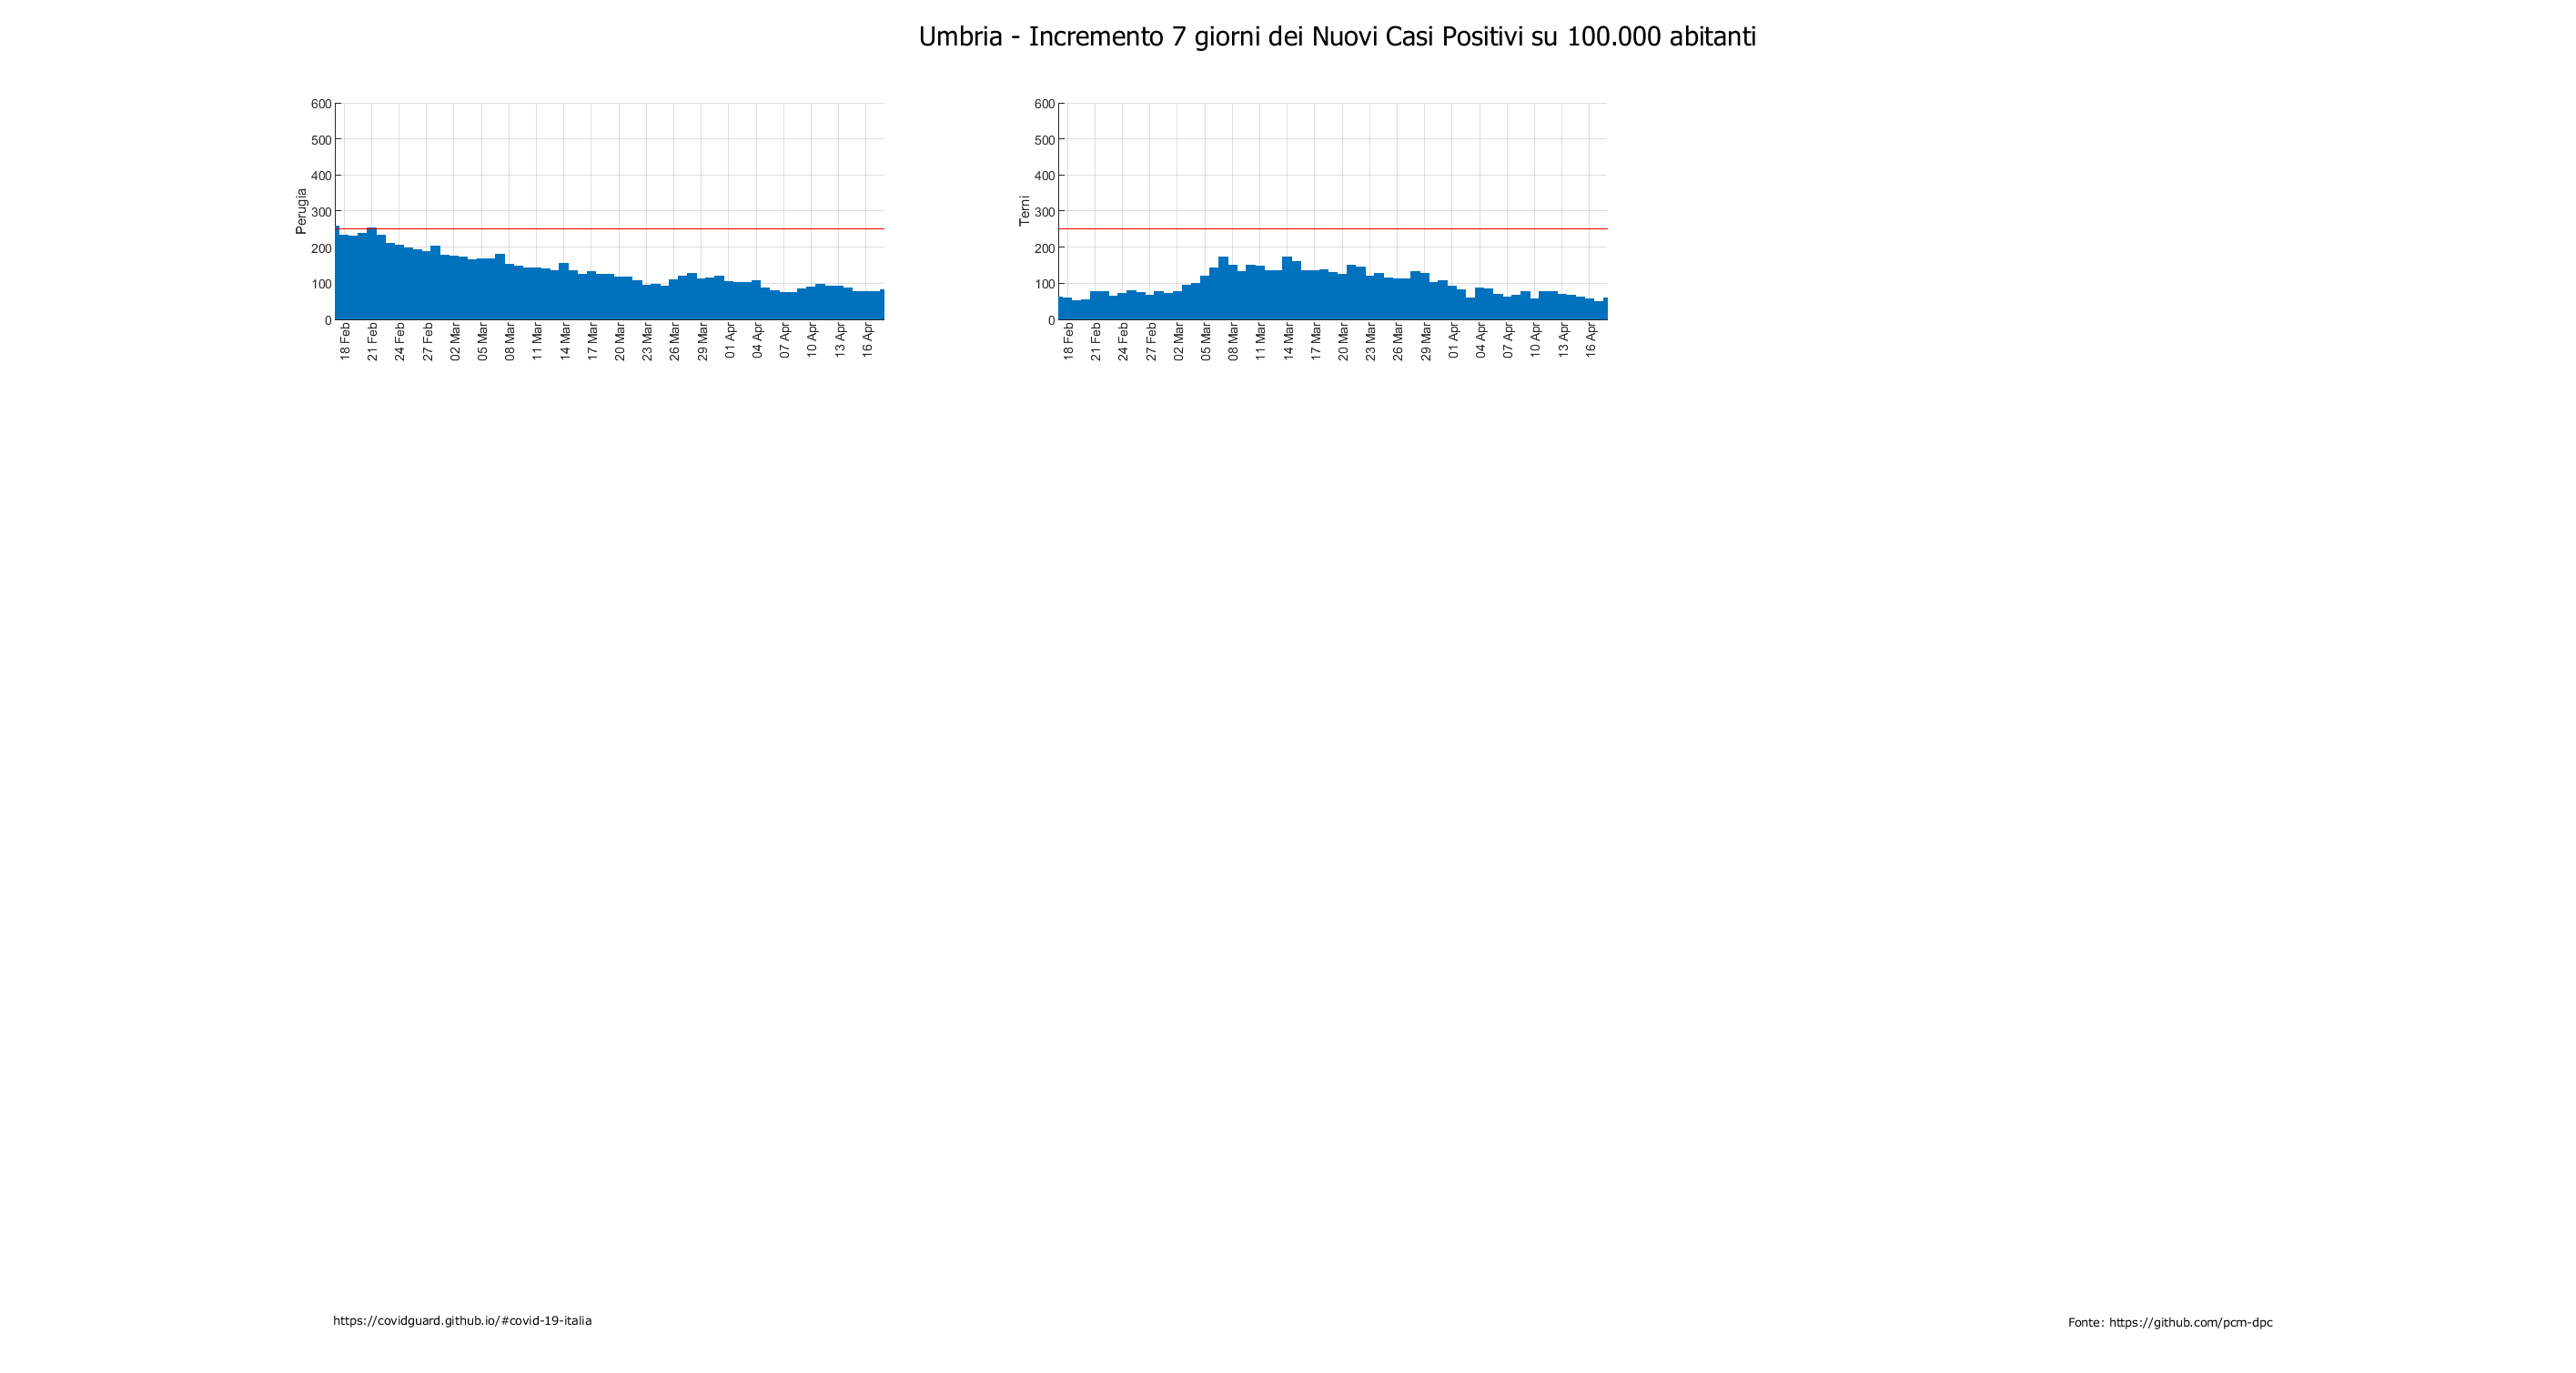 Umbria - Incremento 7 giorni dei Nuovi Casi Positivi su 100.000 abitanti
Perugia
600
500
400
300
200
100
0
18 Feb
21 Feb
24 Feb
27 Feb
02 Mar
05 Mar
08 Mar
11 Mar
14 Mar
17 Mar
20 Mar
23 Mar
26 Mar
29 Mar
01 Apr
04 Apr
07 Apr
10 Apr
13 Apr
16 Apr
Terni
600
500
400
300
200
100
0
18 Feb
21 Feb
24 Feb
27 Feb
02 Mar
05 Mar
08 Mar
11 Mar
14 Mar
17 Mar
20 Mar
23 Mar
26 Mar
29 Mar
01 Apr
04 Apr
07 Apr
10 Apr
13 Apr
16 Apr
https://covidguard.github.io/#covid-19-italia
Fonte: https://github.com/pcm-dpc